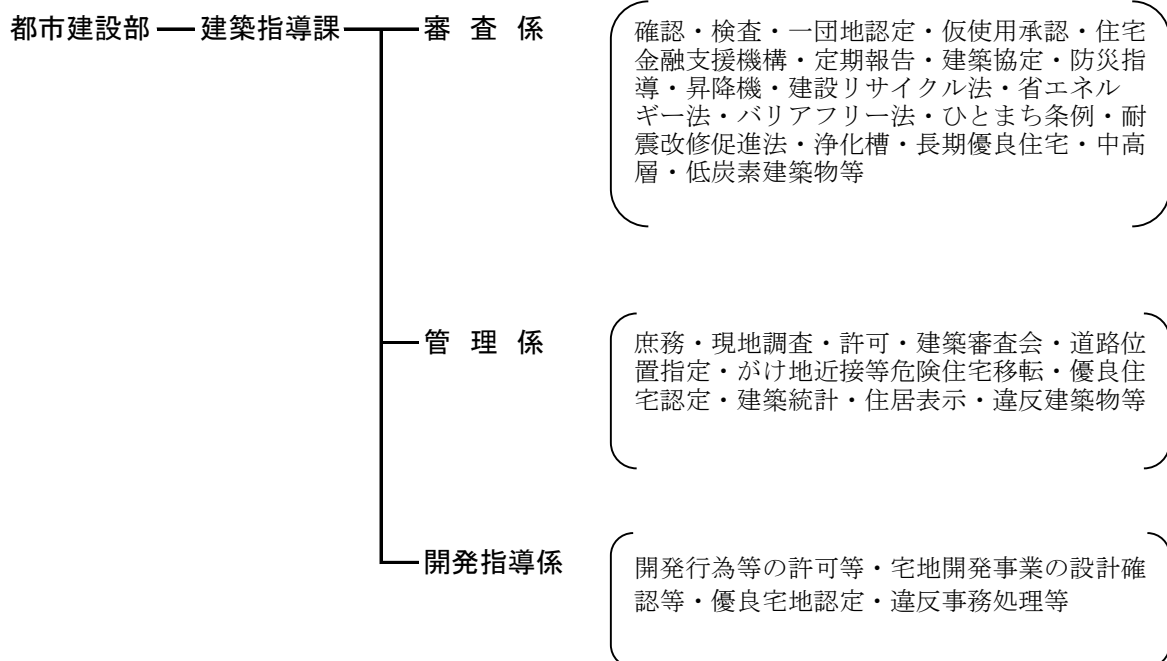 都市建設部 建築指導課 審査係
確認・検査・一団地認定・仮使用承認・住宅
金融支援機構・定期報告・建築協定・防災指
導・昇降機・建設リサイクル法・省エネル
ギー法・バリアフリー法・ひとまち条例・耐
震改修促進法・浄化槽・長期優良住宅・中高
層・低炭素建築物等
管理係
庶務・現地調査・許可・建築審査会・道路位
置指定・がけ地近接等危険住宅移転・優良住
宅認定・建築統計・住居表示・違反建築物等
開発指導係
開発行為等の許可等・宅地開発事業の設計確
認等・優良宅地認定・違反事務処理等